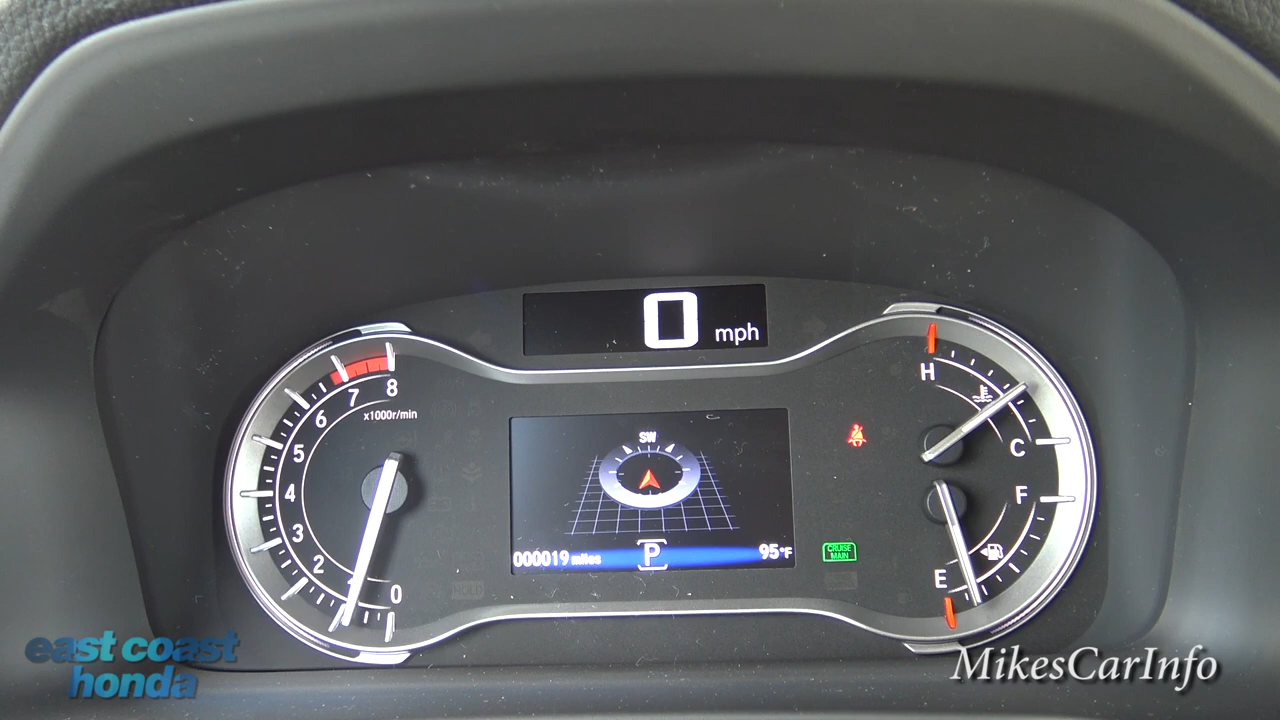 0 mph
8
7
6
5
4
3
2
1
0
x1000r/min
SW
000019 miles P 95°F
CRUISE
MAIN
H
C
F
E
east coast
honda
MikesCarInfo